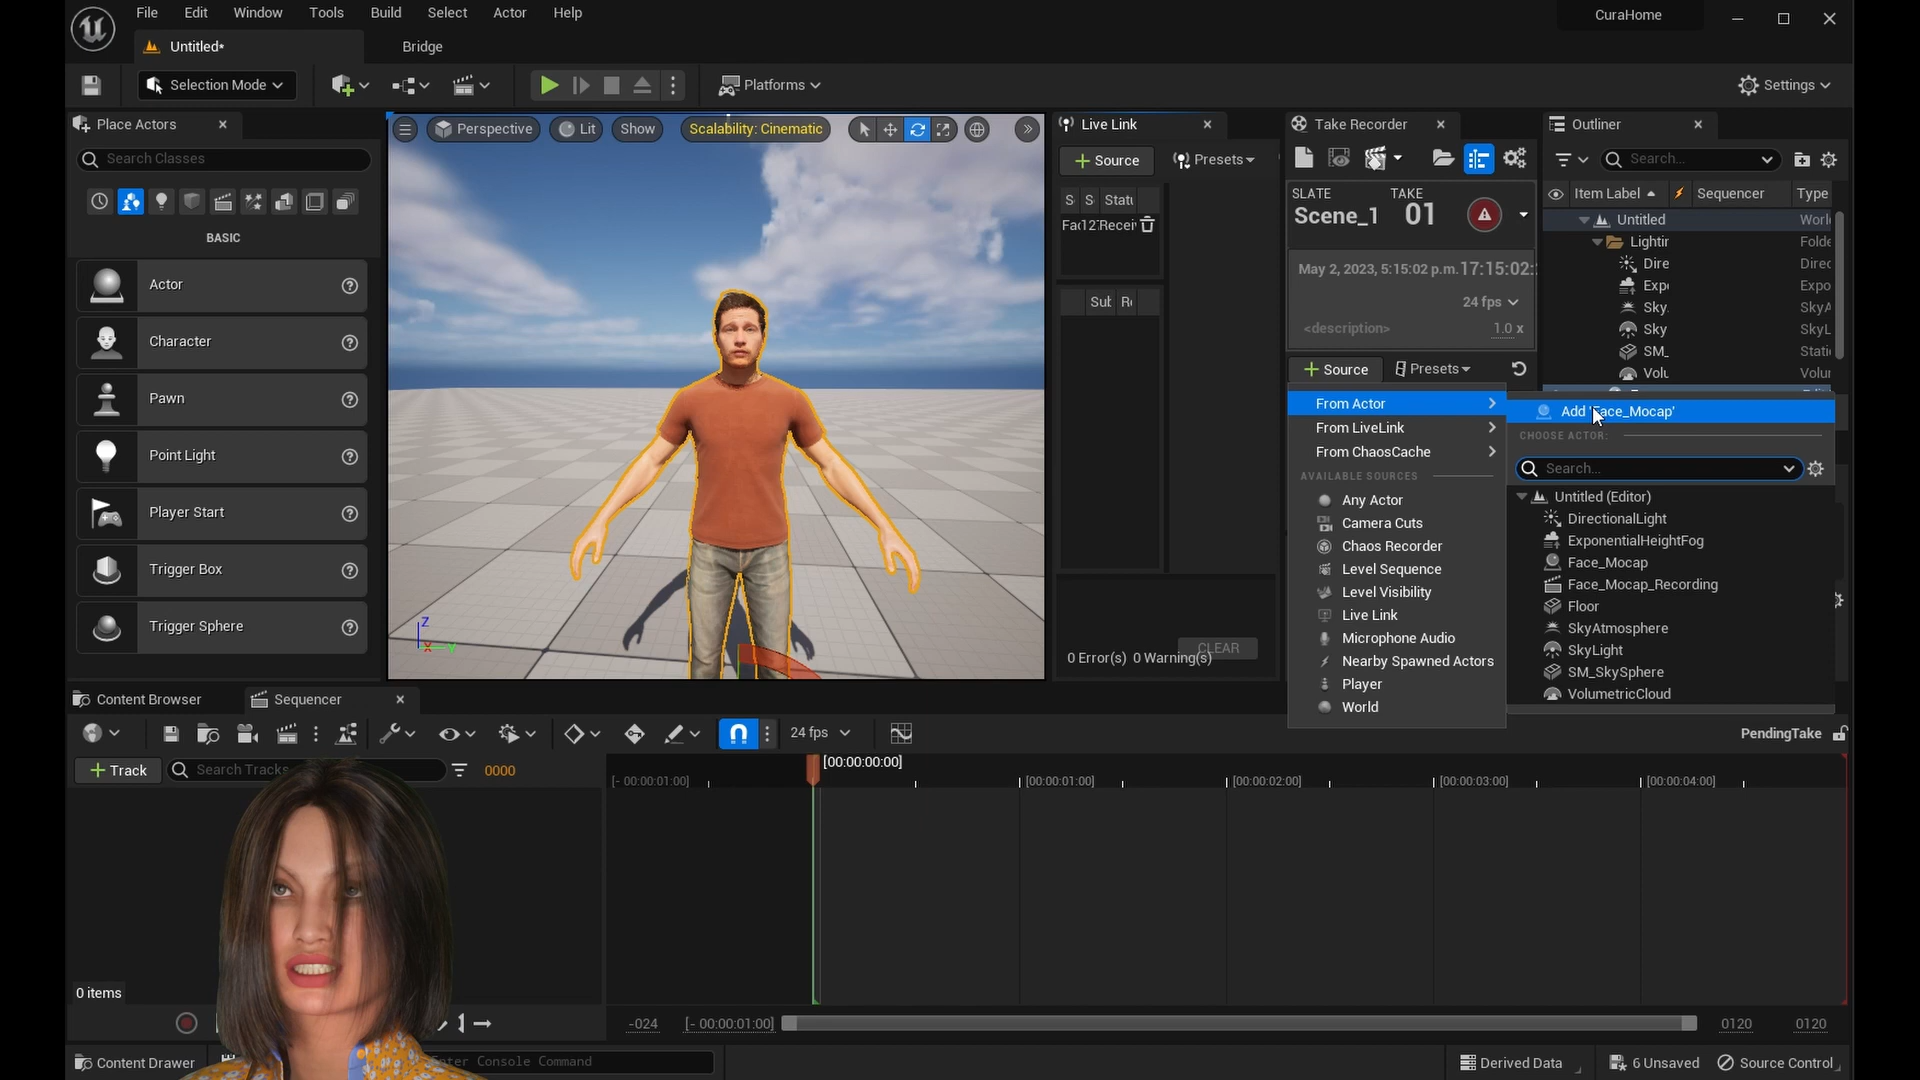 File Edit Window Tools Build Select Actor Help
CuraHome
Untitled*
Bridge
Selection Mode
Platforms
Settings
Place Actors
Search Classes
BASIC
Actor
Character
Pawn
Point Light
Player Start
Trigger Box
Trigger Sphere
Perspective
Lit
Show
Scalability: Cinematic
Z
X
Y
Live Link
+ Source
Presets
S S Statu
Fac 12 Recei
Sub R
CLEAR
0 Error(s) 0 Warning(s)
Take Recorder
SLATE
TAKE
Scene_1
01
May 2, 2023, 5:15:02 p.m. 17:15:02:
24 fps
<description>
1.0 x
+ Source
Presets
From Actor
From LiveLink
From ChaosCache
AVAILABLE SOURCES
Any Actor
Camera Cuts
Chaos Recorder
Level Sequence
Level Visibility
Live Link
Microphone Audio
Nearby Spawned Actors
Player
World
Outliner
Search...
Item Label
Sequencer
Type
Untitled
Worl
Lightir
Folde
Dire
Direc
Expo
Expo
Sky.
SkyA
Sky
SkyL
SM_
Stati
Volu
Volur
Add 'Face_Mocap'
CHOOSE ACTOR:
Search...
Untitled (Editor)
DirectionalLight
ExponentialHeightFog
Face_Mocap
Face_Mocap_Recording
Floor
SkyAtmosphere
SkyLight
SM_SkySphere
VolumetricCloud
Content Browser
Sequencer
24 fps
PendingTake
+ Track
Search Tracks
0000
[00:00:00:00]
[- 00:00:01:00]
[00:00:01:00]
[00:00:02:00]
[00:00:03:00]
[00:00:04:00]
0 items
-024
[- 00:00:01:00]
0120
0120
Content Drawer
Enter Console Command
Derived Data
6 Unsaved
Source Control